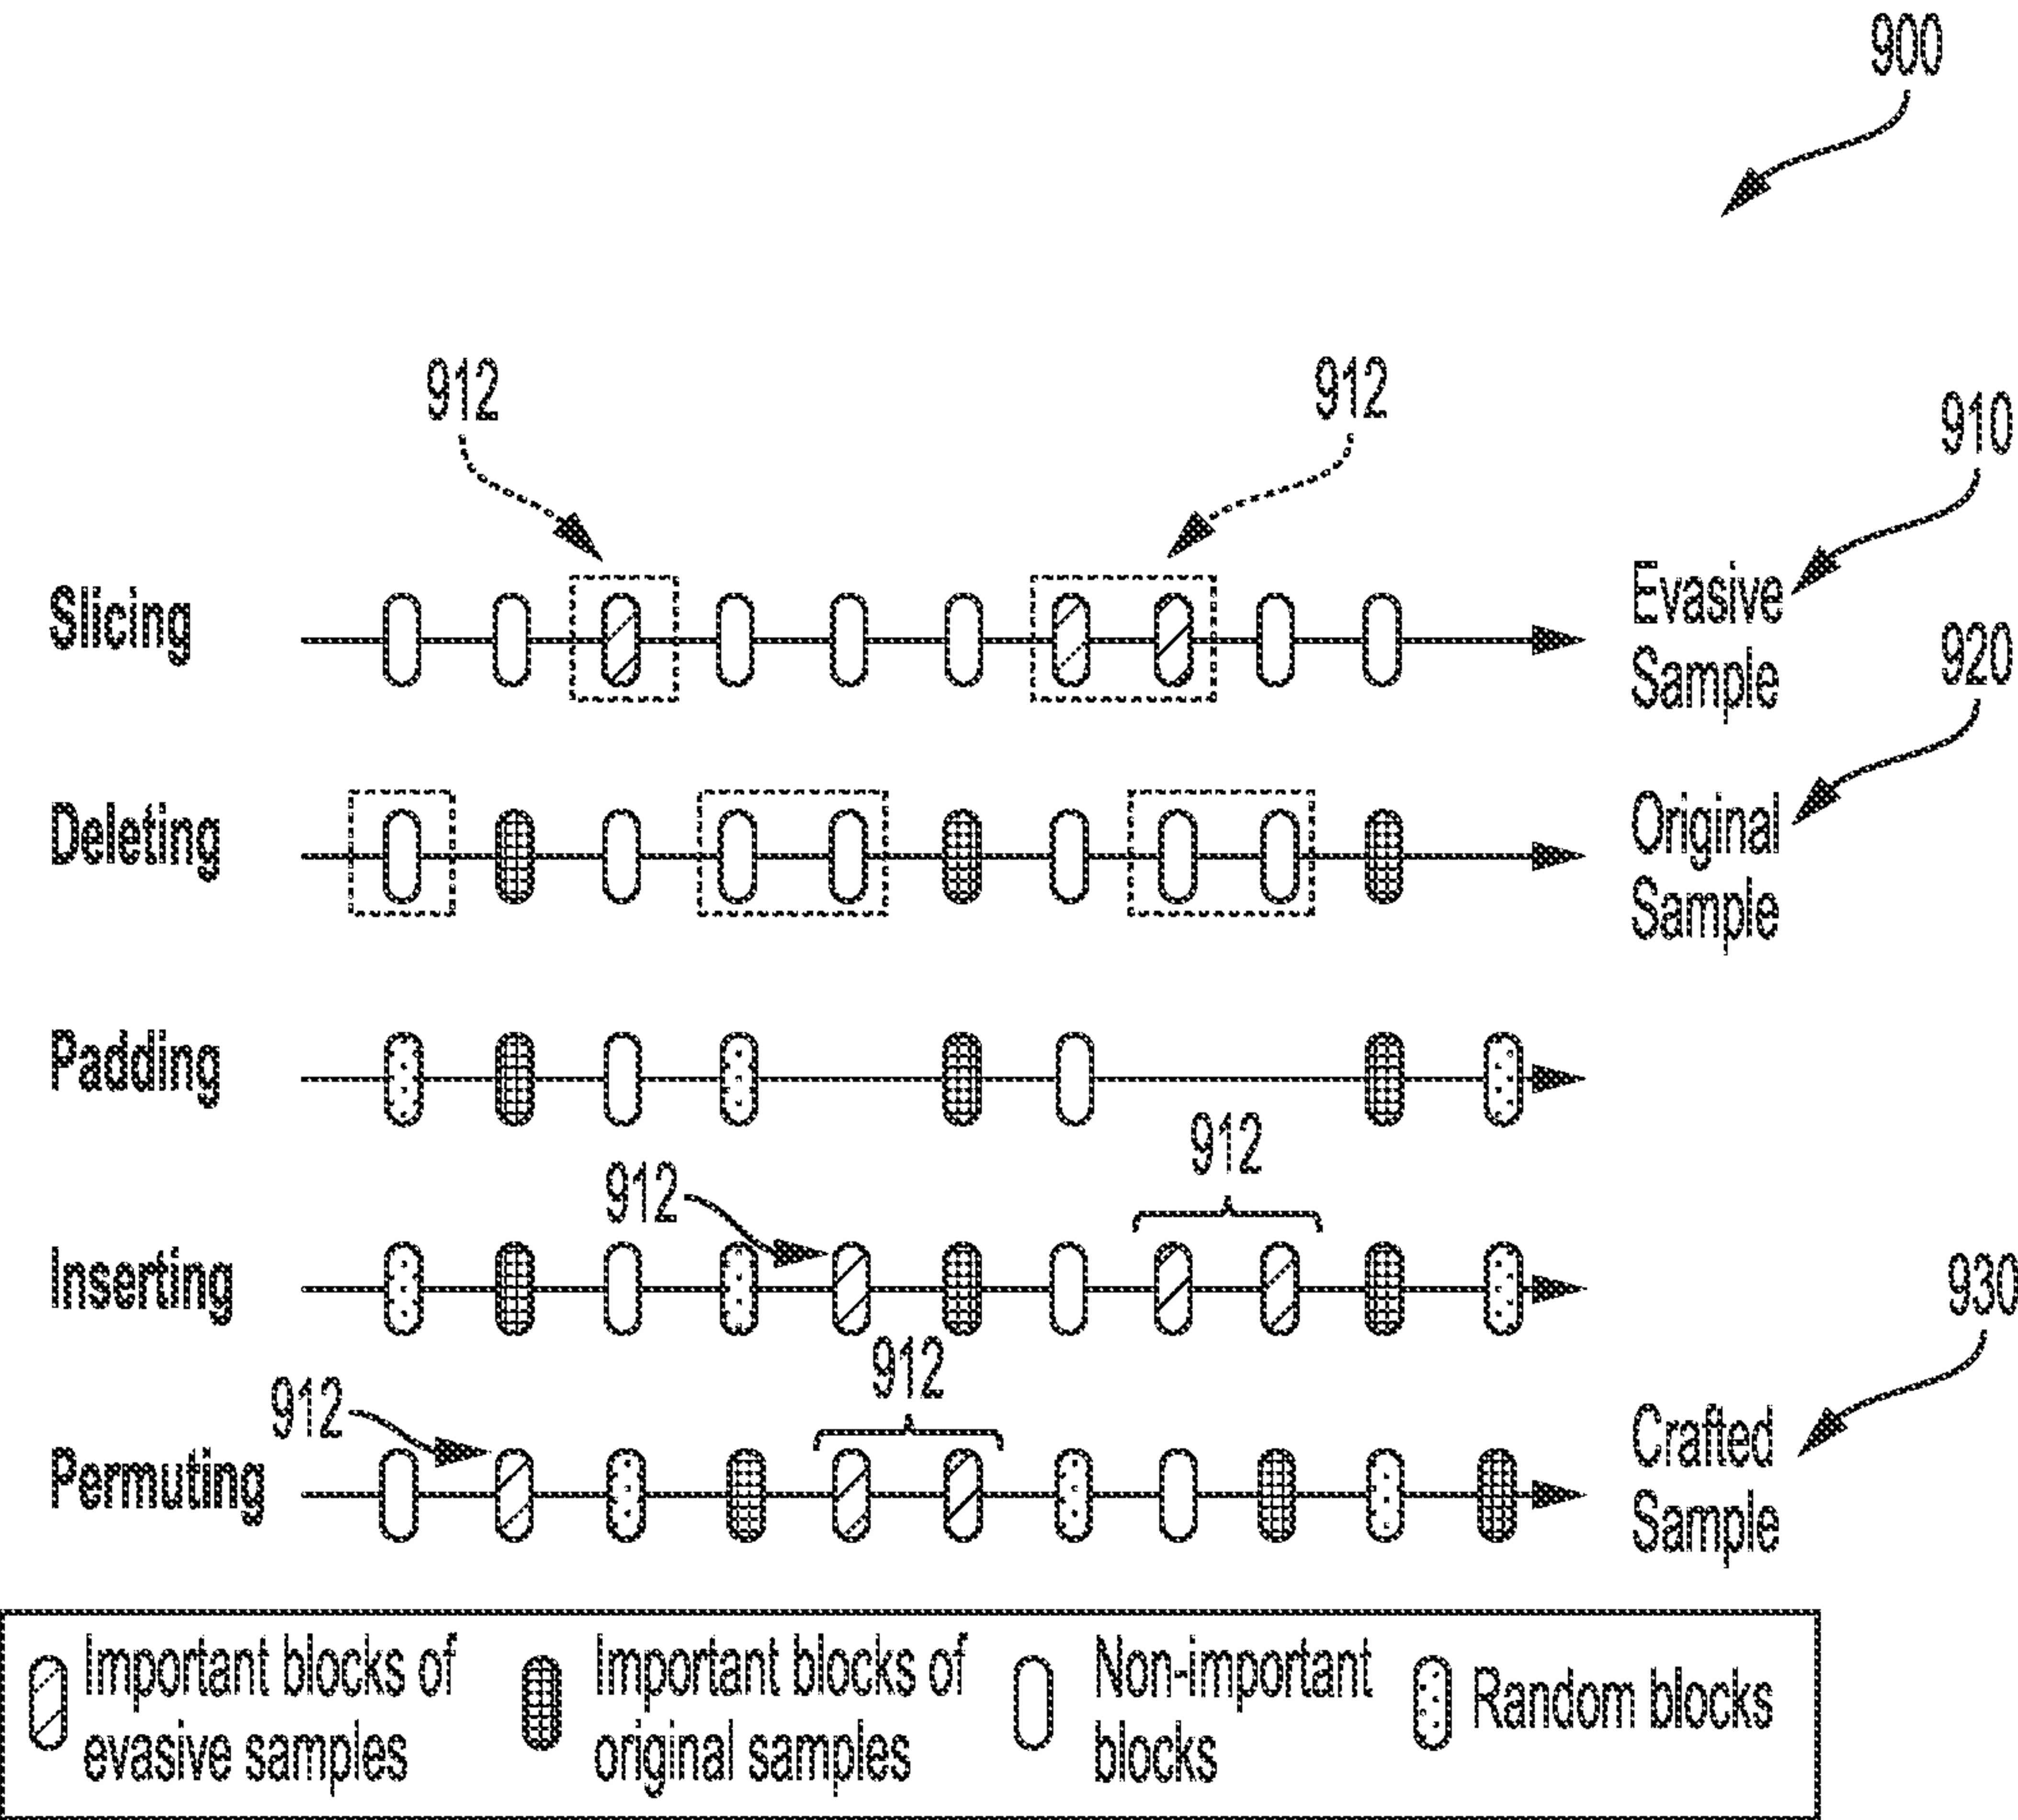 900
912
912
910
Slicing
Evasive
Sample
920
Deleting
Original
Sample
Padding
912
912
Inserting
930
912
912
Permuting
Crafted
Sample
Important blocks of
evasive samples
Important blocks of
original samples
Non-important
blocks
Random blocks